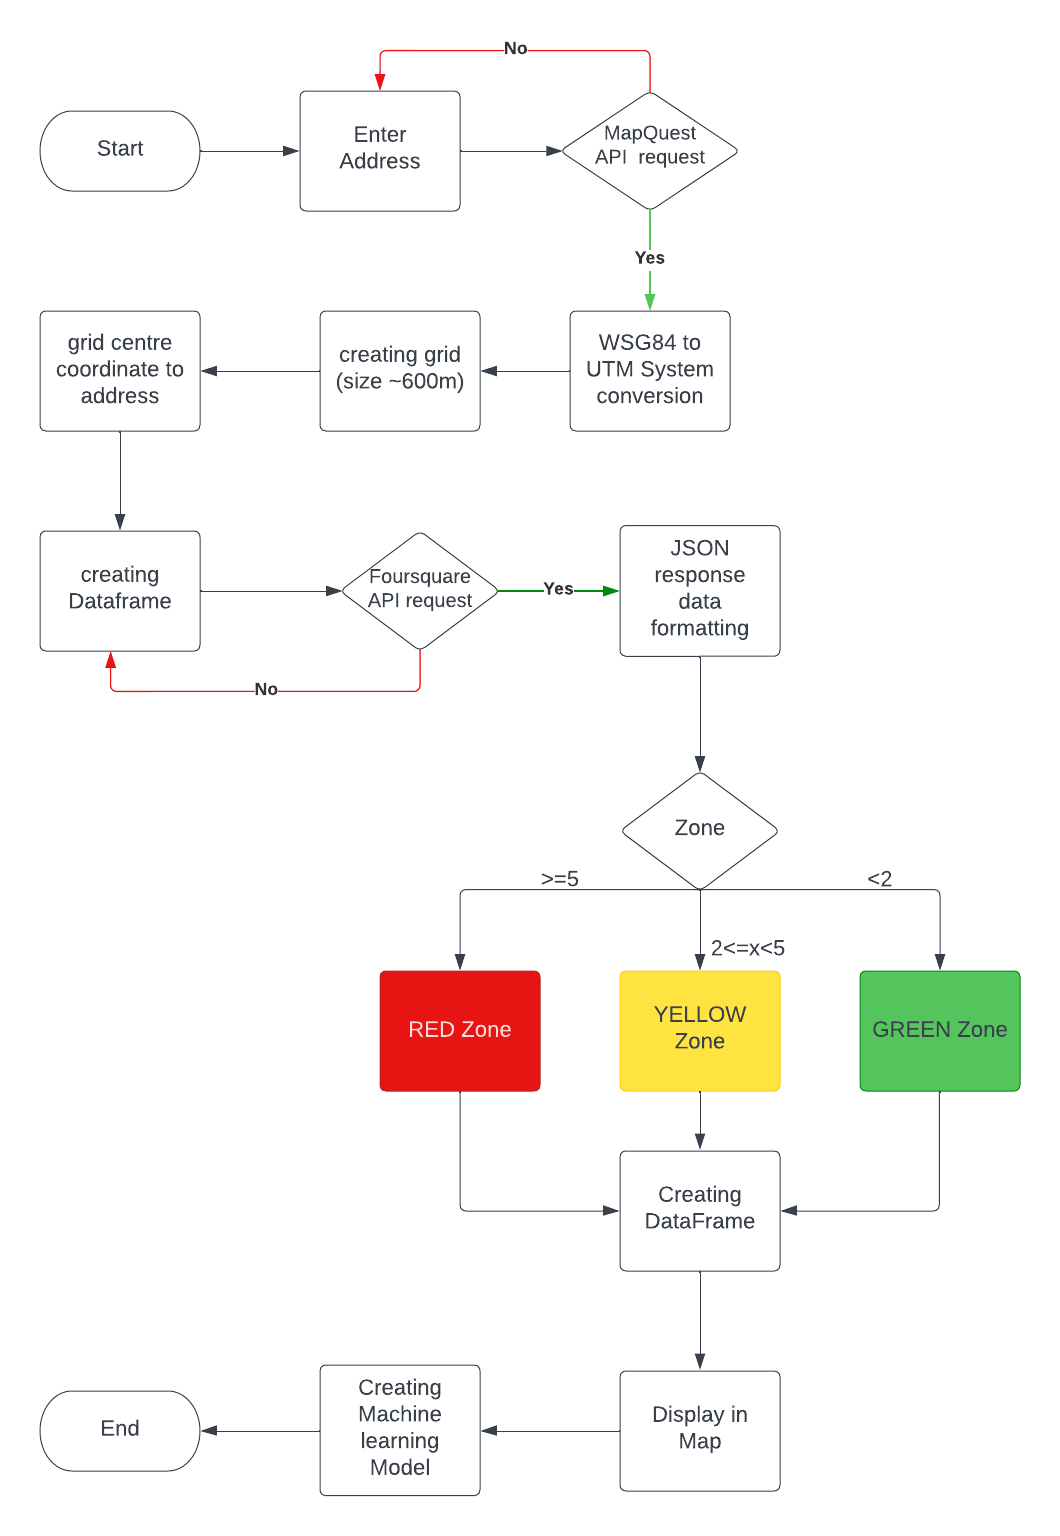 No
Start
Enter
Address
MapQuest
API request
Yes
grid centre
coordinate to
address
creating grid
(size ~600m)
WSG84 to
UTM System
conversion
creating
Dataframe
Foursquare
API request
Yes
JSON
response
data
formatting
No
Zone
>=5
<2
2<=x<5
RED Zone
YELLOW
Zone
GREEN Zone
Creating
DataFrame
End
Creating
Machine
learning
Model
Display in
Map